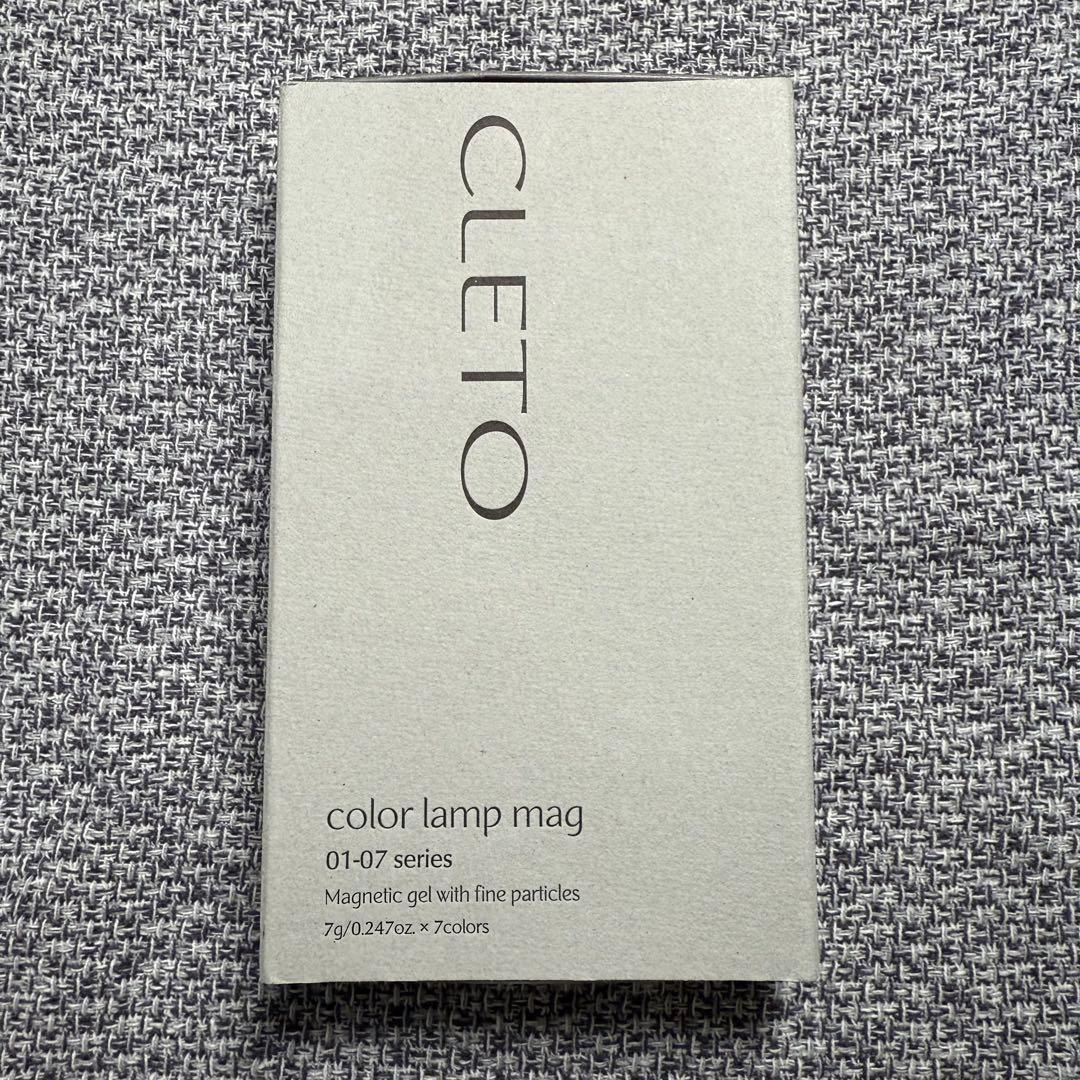 CLETO
color lamp mag
01-07 series
Magnetic gel with fine particles
7g/0.247oz. × 7colors